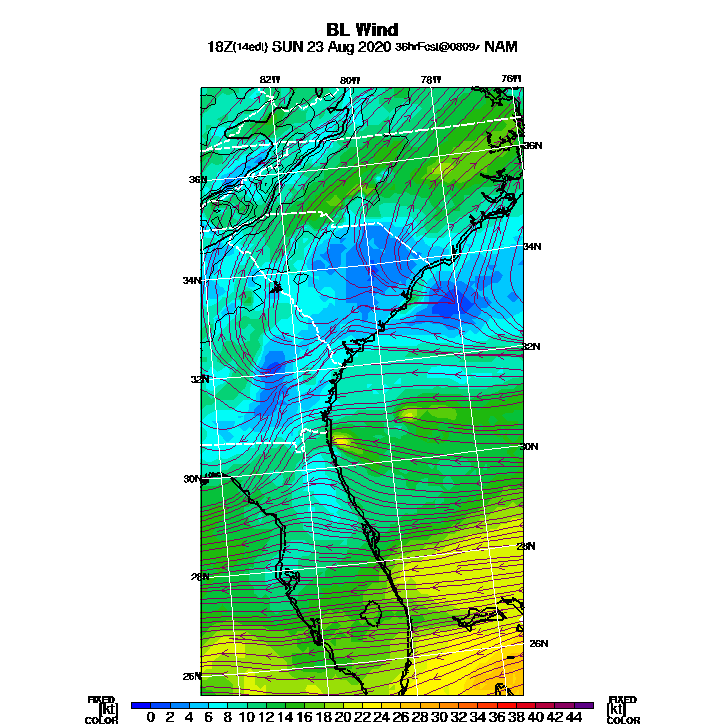 BL Wind
18Z(14edt) SUN 23 Aug 2020 36hrFcst@0809z NAM
82W 80W 78W 76W
36N
36N
34N
34N
32N
32N
30N
30N
28N
28N
26N
26N
FIXED FIXED
[kt] 0 2 4 6 8 10 12 14 16 18 20 22 24 26 28 30 32 34 36 38 40 42 44 [kt]
COLOR COLOR